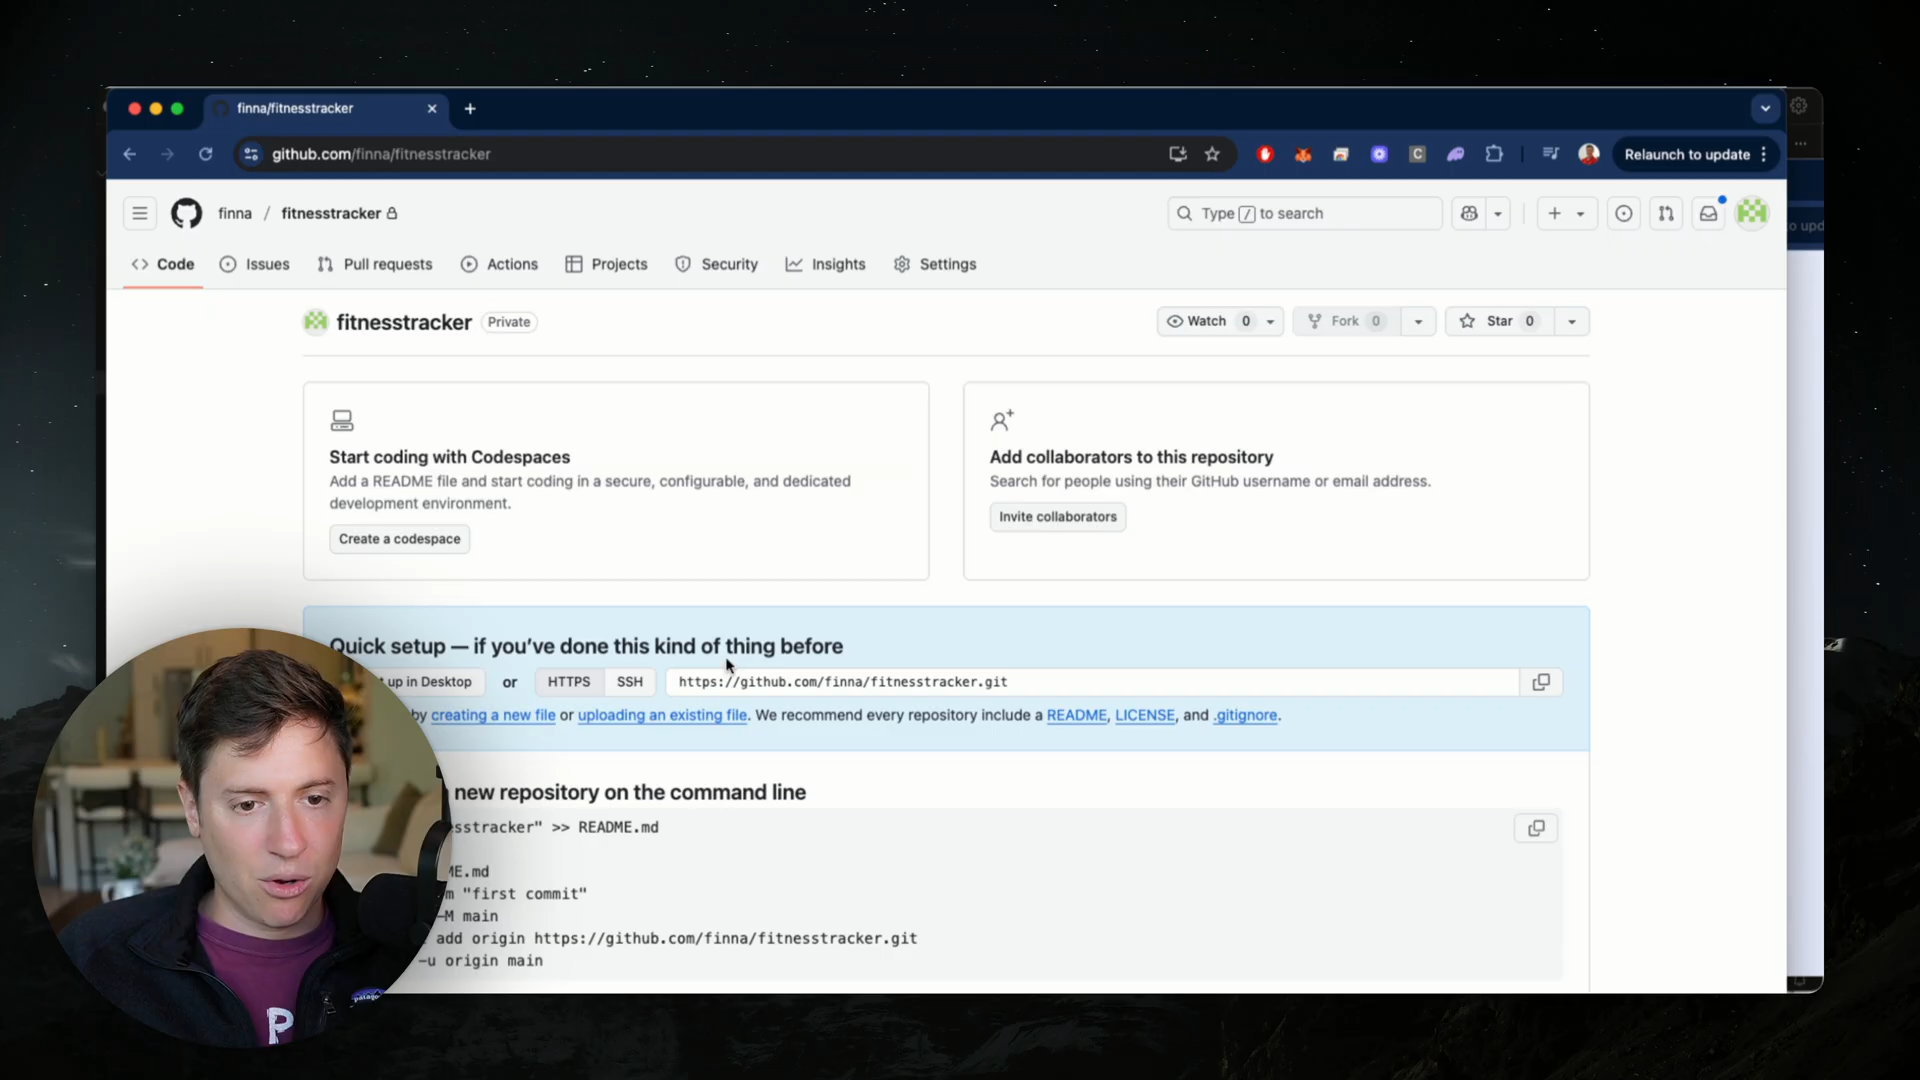 finna/fitnesstracker
github.com/finna/fitnesstracker
Relaunch to update
finna / fitnesstracker
Type / to search
Code Issues Pull requests Actions Projects Security Insights Settings
fitnesstracker Private
Watch 0 Fork 0 Star 0
Start coding with Codespaces
Add a README file and start coding in a secure, configurable, and dedicated
development environment.
Create a codespace
Add collaborators to this repository
Search for people using their GitHub username or email address.
Invite collaborators
Quick setup — if you've done this kind of thing before
up in Desktop or HTTPS SSH https://github.com/finna/fitnesstracker.git
by creating a new file or uploading an existing file. We recommend every repository include a README, LICENSE, and .gitignore.
new repository on the command line
sstracker" >> README.md
ME.md
m "first commit"
-M main
add origin https://github.com/finna/fitnesstracker.git
-u origin main
patagonia
P